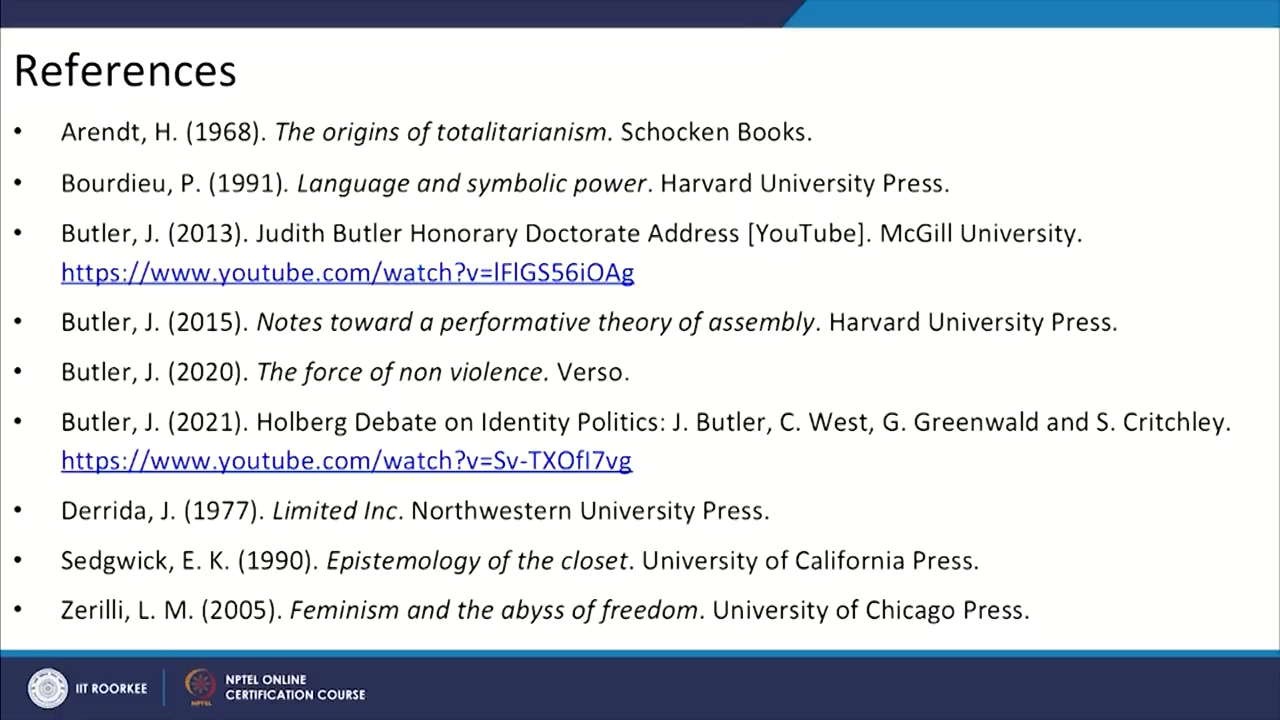 References
• Arendt, H. (1968). The origins of totalitarianism. Schocken Books.
• Bourdieu, P. (1991). Language and symbolic power. Harvard University Press.
• Butler, J. (2013). Judith Butler Honorary Doctorate Address [YouTube]. McGill University.
https://www.youtube.com/watch?v=lFlGS56iOAg
• Butler, J. (2015). Notes toward a performative theory of assembly. Harvard University Press.
• Butler, J. (2020). The force of non violence. Verso.
• Butler, J. (2021). Holberg Debate on Identity Politics: J. Butler, C. West, G. Greenwald and S. Critchley.
https://www.youtube.com/watch?v=Sv-TXOfI7vg
• Derrida, J. (1977). Limited Inc. Northwestern University Press.
• Sedgwick, E. K. (1990). Epistemology of the closet. University of California Press.
• Zerilli, L. M. (2005). Feminism and the abyss of freedom. University of Chicago Press.
IIT ROORKEE
NPTEL ONLINE
CERTIFICATION COURSE
NPTEL